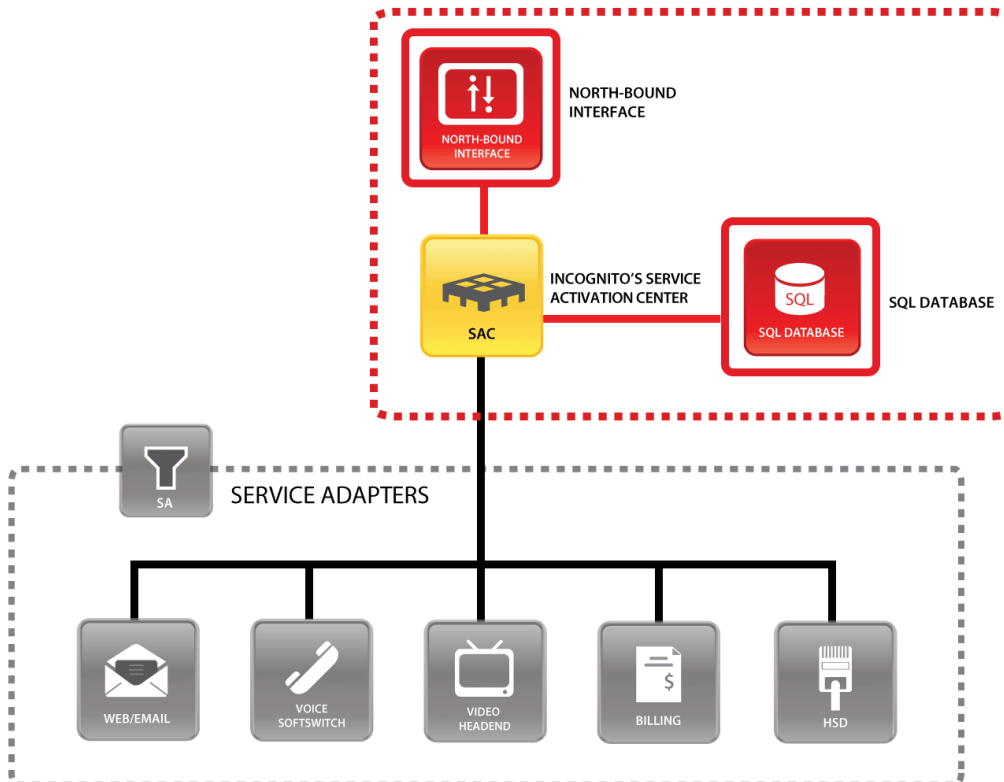 NORTH-BOUND
INTERFACE
NORTH-BOUND
INTERFACE
INCOGNITO'S SERVICE
ACTIVATION CENTER
SAC
SQL
SQL DATABASE
SQL DATABASE
SA
SERVICE ADAPTERS
WEB/EMAIL
VOICE
SOFTSWITCH
VIDEO
HEADEND
$
BILLING
HSD